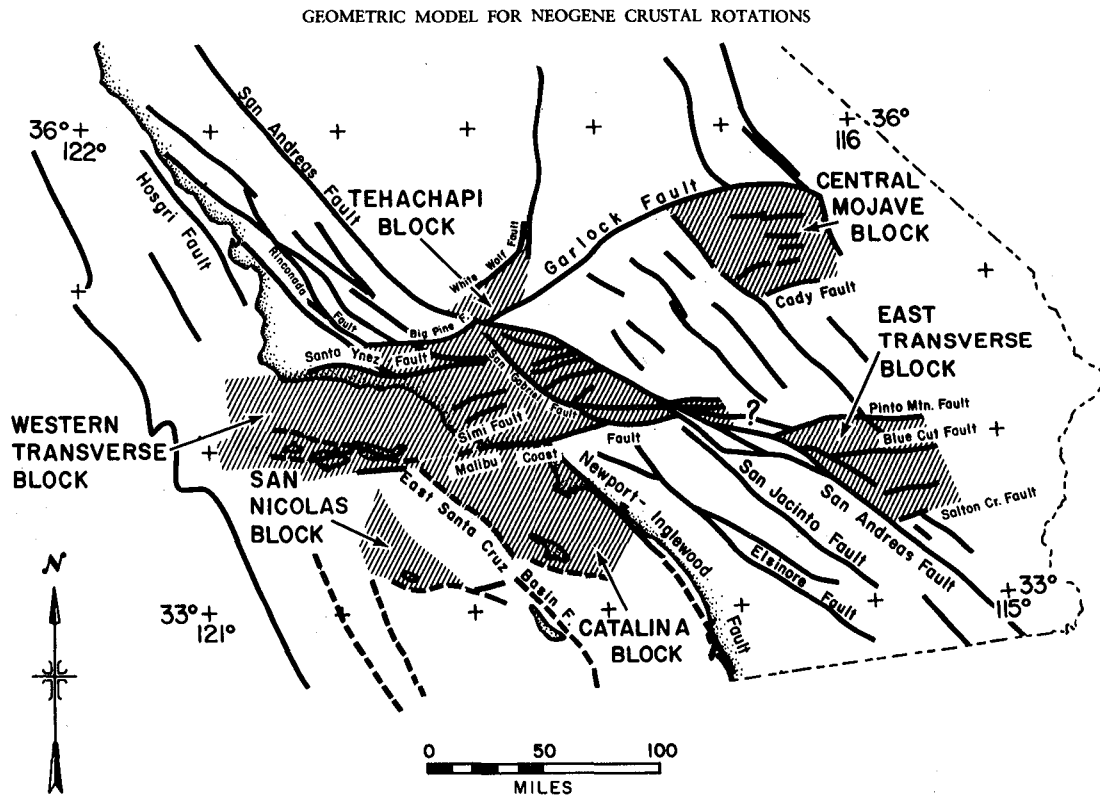 GEOMETRIC MODEL FOR NEOGENE CRUSTAL ROTATIONS
36°
122°
116
36°
San Andreas Fault
Hosgri Fault
TEHACHAPI
BLOCK
White Wolf Fault
Garlock Fault
CENTRAL
MOJAVE
BLOCK
Cady Fault
Rinconada Fault
Big Pine F.
Santa Ynez Fault
San Gabriel Fault
EAST
TRANSVERSE
BLOCK
Pinto Mtn. Fault
?
Blue Cut Fault
WESTERN
TRANSVERSE
BLOCK
Simi Fault
Malibu Coast Fault
SAN
NICOLAS
BLOCK
East Santa Cruz Basin F.
Newport-
Inglewood Fault
San Jacinto Fault
San Andreas Fault
Salton Cr. Fault
Elsinore Fault
33°
121°
33°
115°
CATALINA
BLOCK
N
0 50 100
MILES